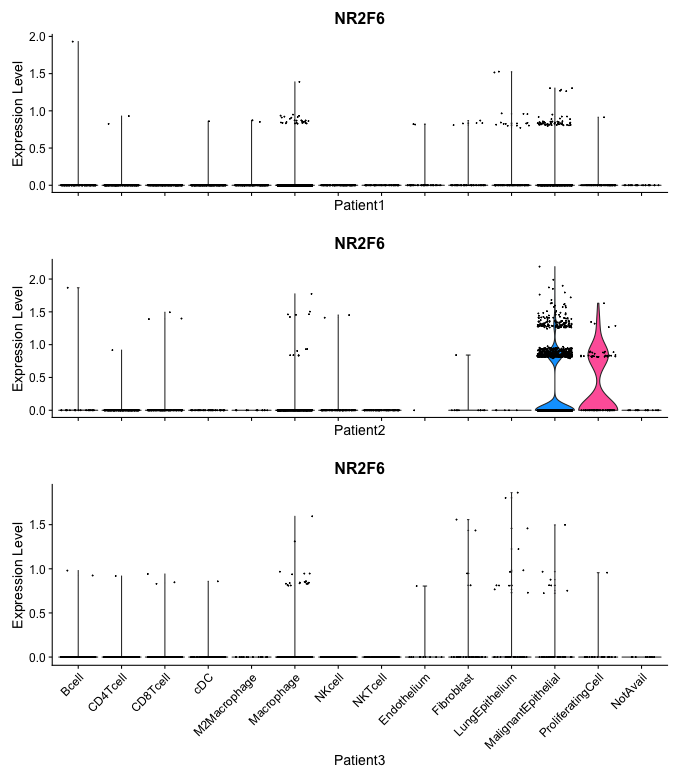 NR2F6
Expression Level
2.0
1.5
1.0
0.5
0.0
Patient1
NR2F6
Expression Level
2.0
1.5
1.0
0.5
0.0
Patient2
NR2F6
Expression Level
1.5
1.0
0.5
0.0
Bcell
CD4Tcell
CD8Tcell
cDC
M2Macrophage
Macrophage
NKcell
NKTcell
Endothelium
Fibroblast
LungEpithelium
MalignantEpithelial
ProliferatingCell
NotAvail
Patient3